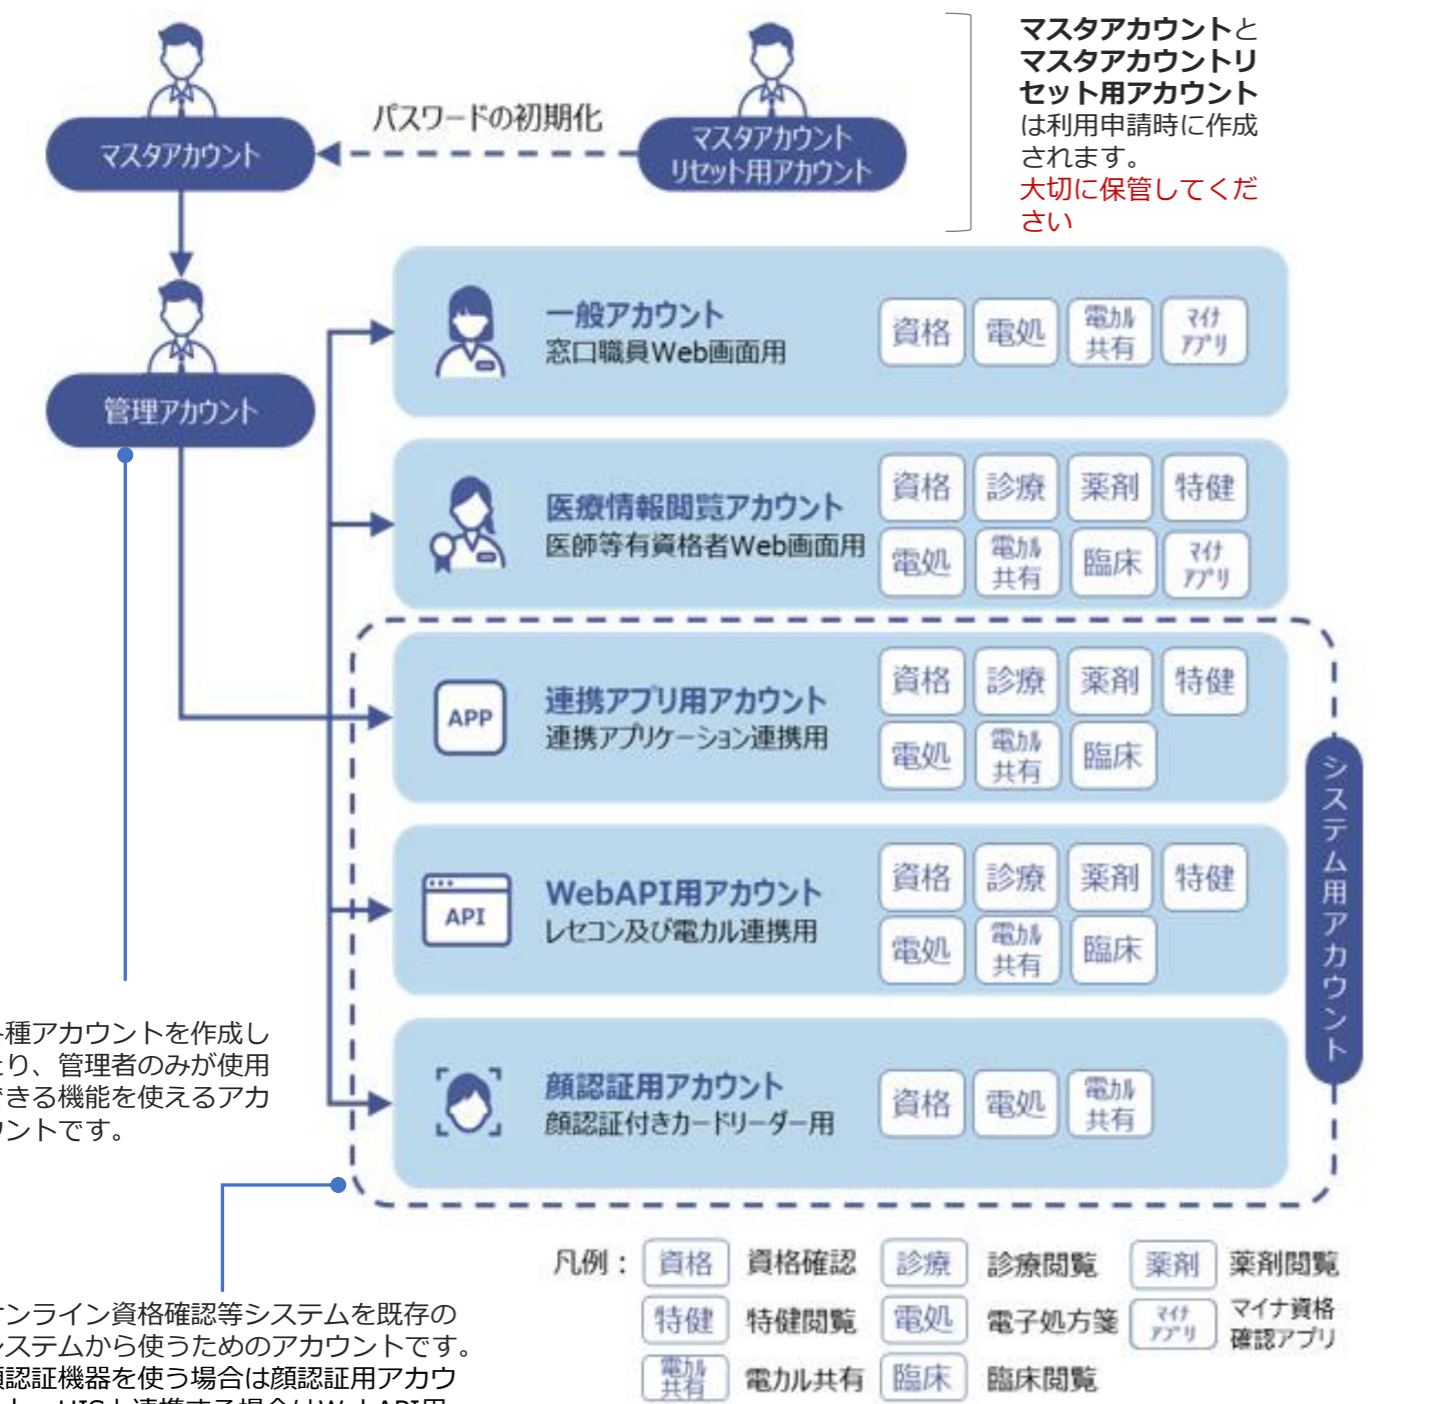 マスタアカウントと
マスタアカウントリ
セット用アカウント
は利用申請時に作成
されます。
大切に保管してくだ
さい
パスワードの初期化
マスタアカウント
マスタアカウント
リセット用アカウント
管理アカウント
一般アカウント
窓口職員Web画面用
資格 電処 電カル共有 マイナアプリ
医療情報閲覧アカウント
医師等有資格者Web画面用
資格 診療 薬剤 特健
電処 電カル共有 臨床 マイナアプリ
APP
連携アプリ用アカウント
連携アプリケーション連携用
資格 診療 薬剤 特健
電処 電カル共有 臨床
API
WebAPI用アカウント
レセコン及び電カル連携用
資格 診療 薬剤 特健
電処 電カル共有 臨床
顔認証用アカウント
顔認証付きカードリーダー用
資格 電処 電カル共有
システム用アカウント
種アカウントを作成し
り、管理者のみが使用
きる機能を使えるアカ
ントです。
ンライン資格確認等システムを既存の
ステムから使うためのアカウントです。
認証機器を使う場合は顔認証用アカウ
凡例： 資格 資格確認 診療 診療閲覧 薬剤 薬剤閲覧
特健 特健閲覧 電処 電子処方箋 マイナアプリ マイナ資格確認アプリ
電カル共有 電カル共有 臨床 臨床閲覧